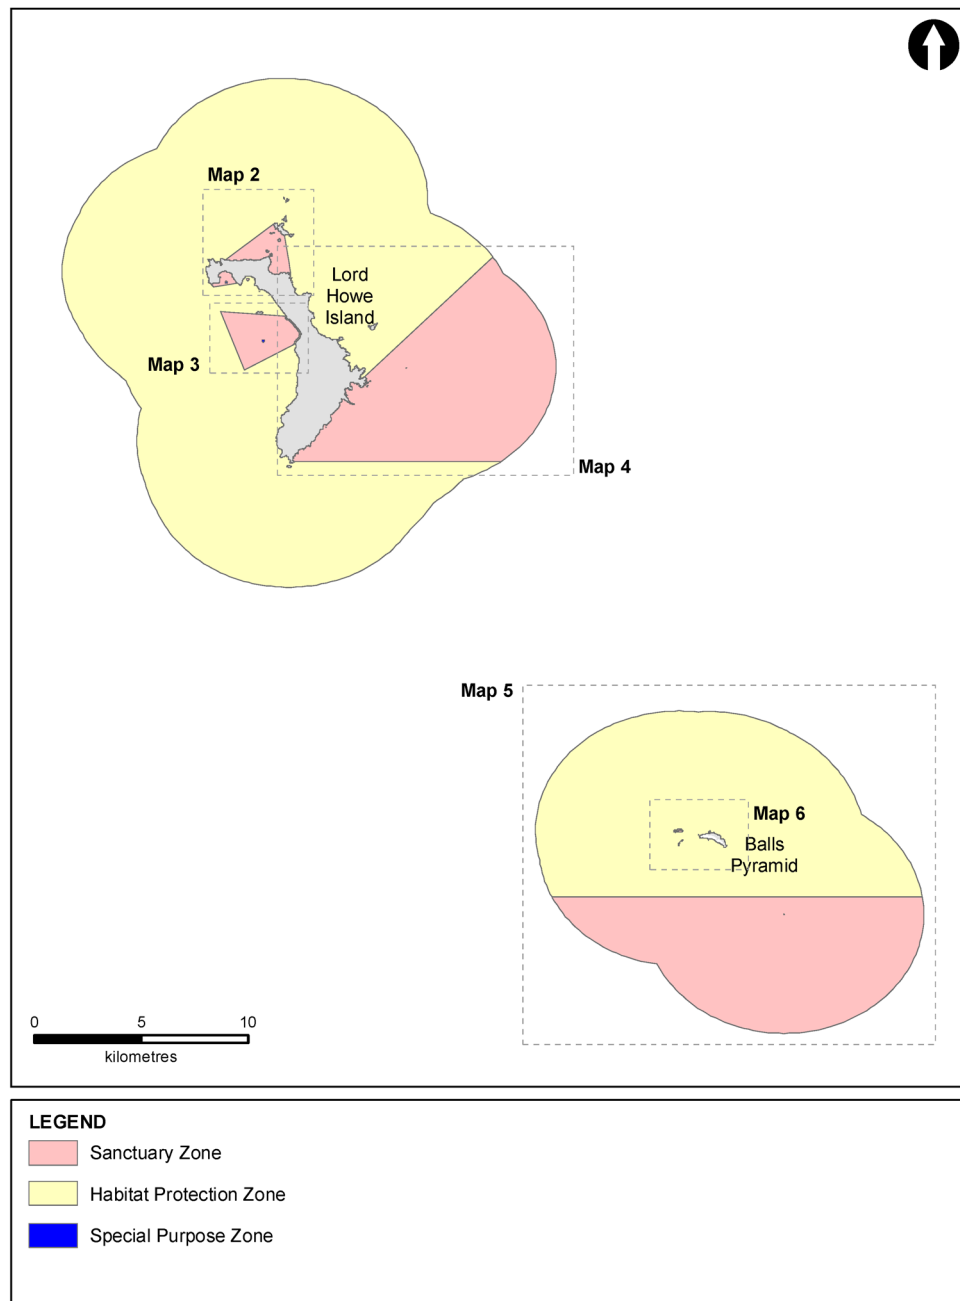 Map 2
Lord
Howe
Island
Map 3
Map 4
Map 5
Map 6
Balls
Pyramid
0 5 10
kilometres
LEGEND
Sanctuary Zone
Habitat Protection Zone
Special Purpose Zone